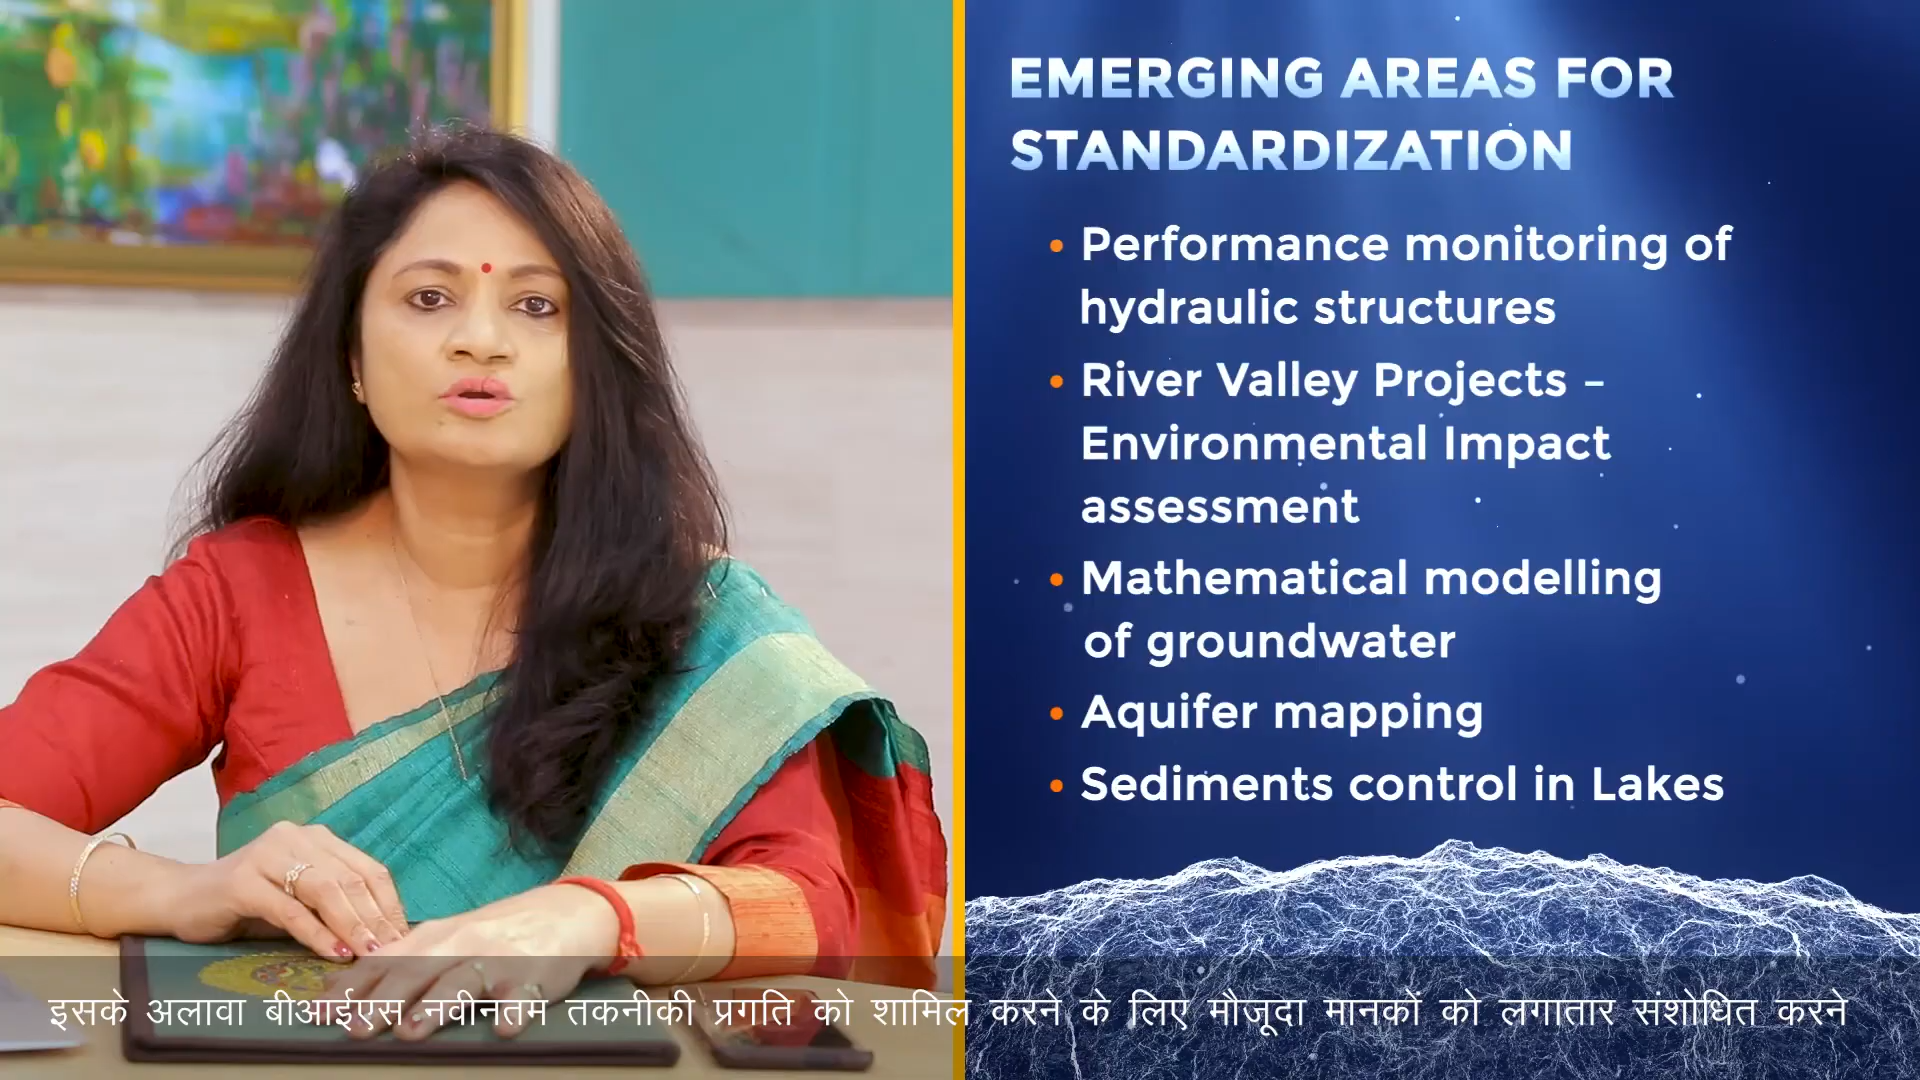 EMERGING AREAS FOR
STANDARDIZATION
• Performance monitoring of
hydraulic structures
• River Valley Projects –
Environmental Impact
assessment
• Mathematical modelling
of groundwater
• Aquifer mapping
• Sediments control in Lakes
इसके अलावा बीआईएस नवीनतम तकनीकी प्रगति को शामिल करने के लिए मौजूदा मानकों को लगातार संशोधित करने